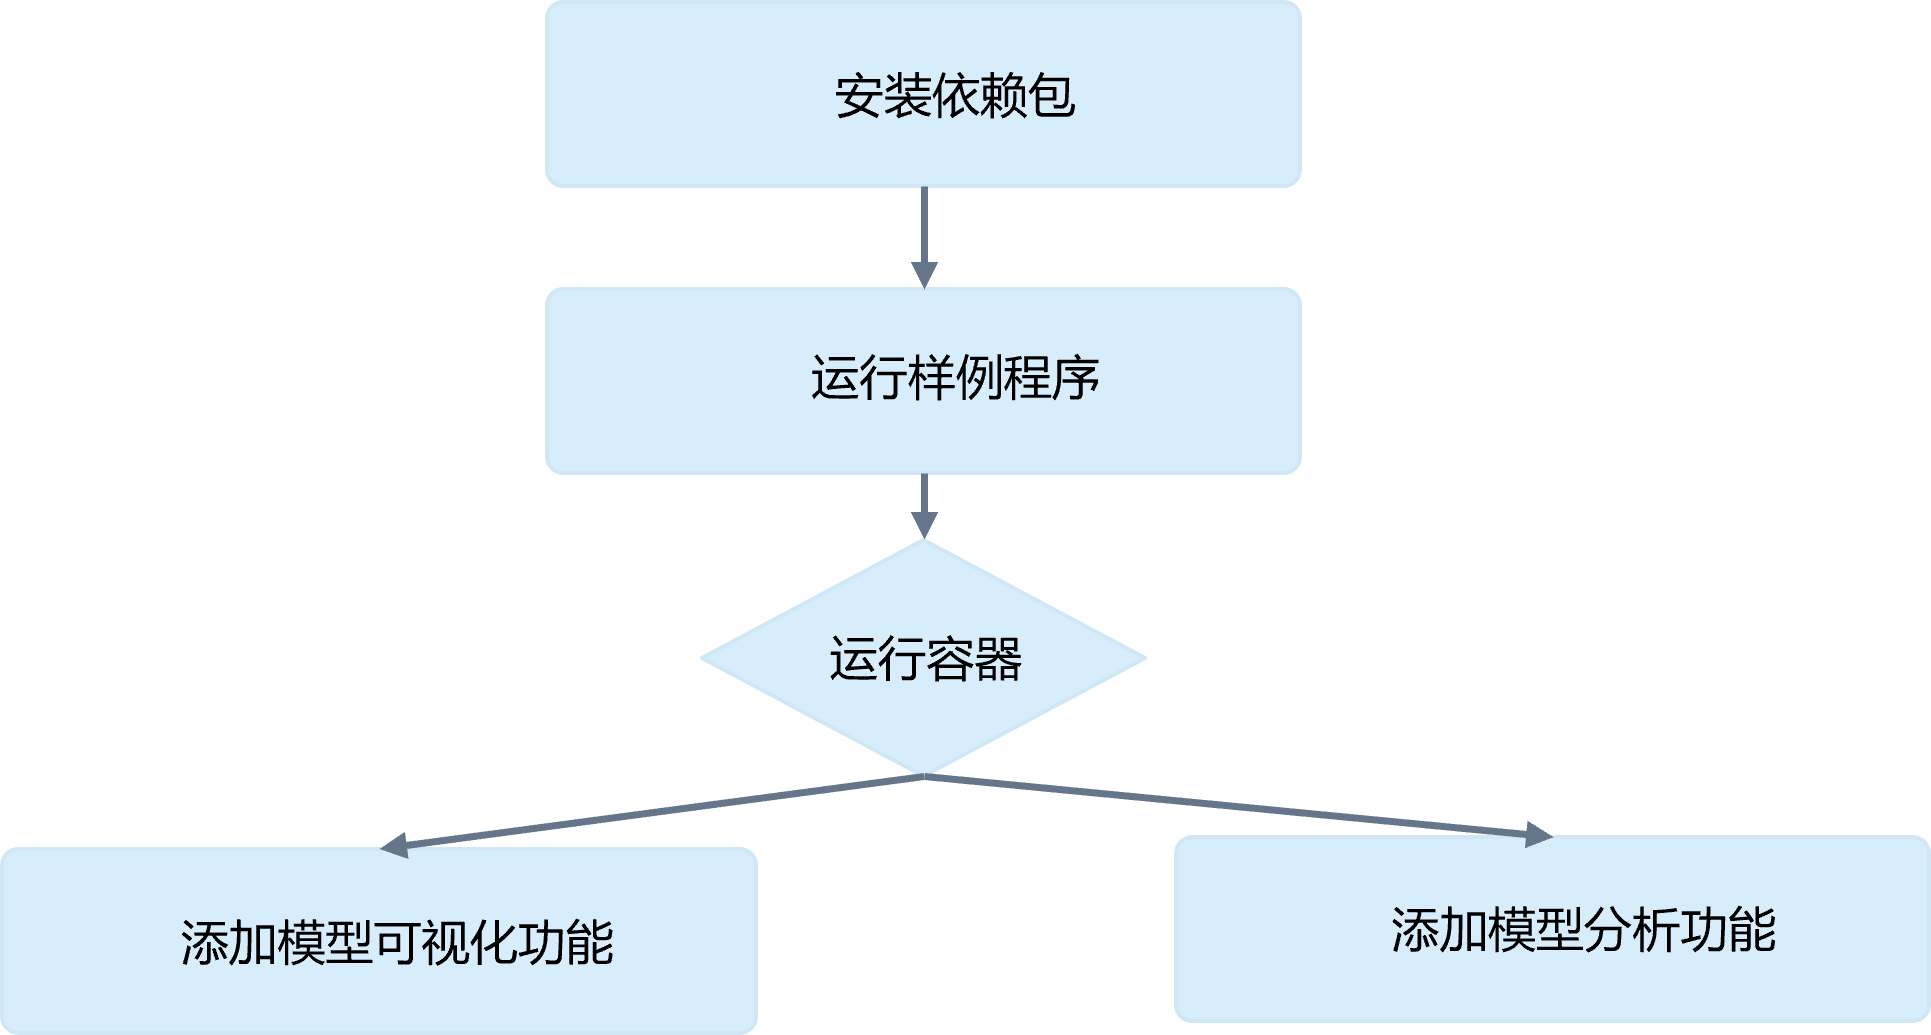 安装依赖包
运行样例程序
运行容器
添加模型可视化功能
添加模型分析功能